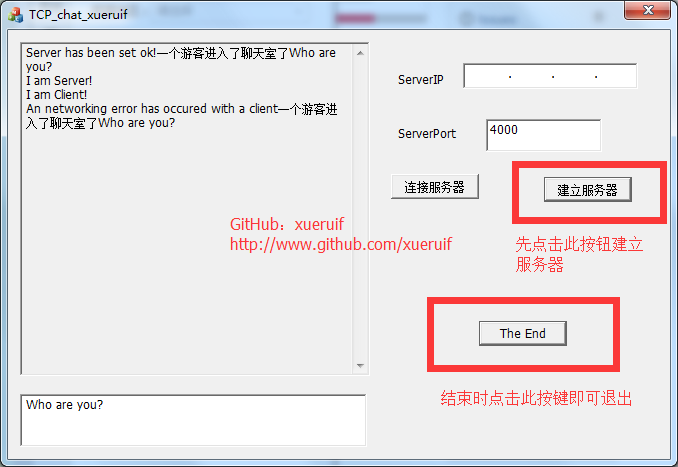 TCP_chat_xueruif
Server has been set ok!一个游客进入了聊天室了Who are
you?
I am Server!
I am Client!
An networking error has occured with a client一个游客进
入了聊天室了Who are you?
ServerIP
. . .
ServerPort
4000
连接服务器
建立服务器
GitHub：xueruif
http://www.github.com/xueruif
先点击此按钮建立
服务器
The End
结束时点击此按键即可退出
Who are you?